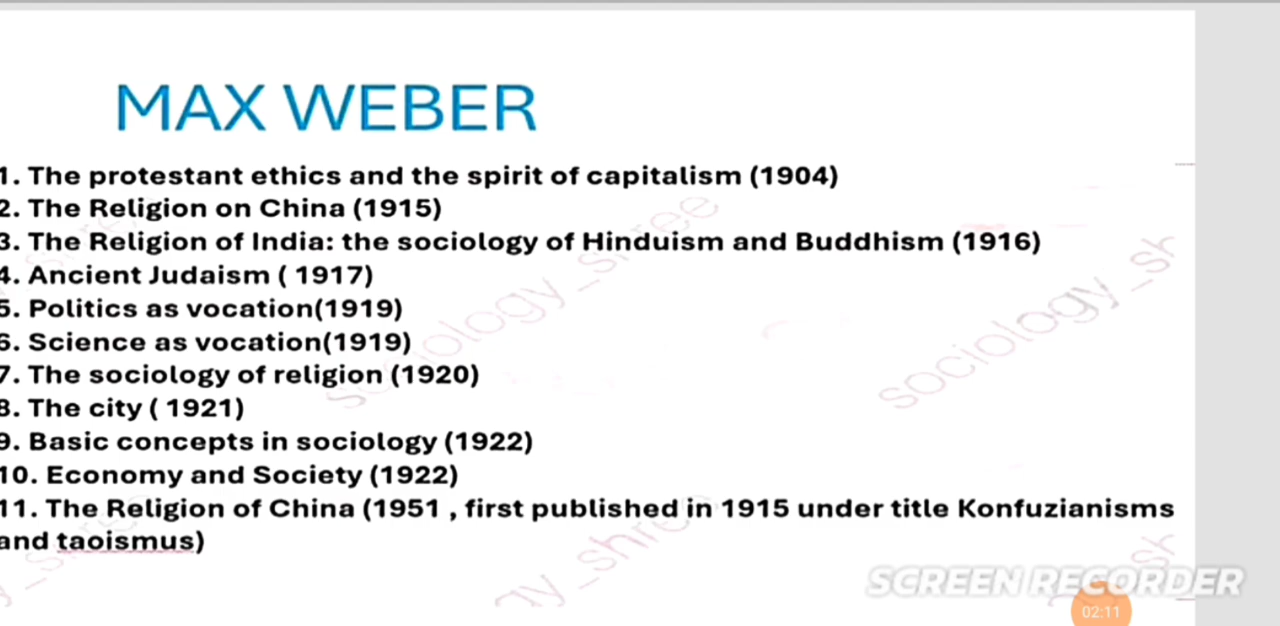 MAX WEBER
1. The protestant ethics and the spirit of capitalism (1904)
2. The Religion on China (1915)
3. The Religion of India: the sociology of Hinduism and Buddhism (1916)
4. Ancient Judaism ( 1917)
5. Politics as vocation(1919)
6. Science as vocation(1919)
7. The sociology of religion (1920)
8. The city ( 1921)
9. Basic concepts in sociology (1922)
10. Economy and Society (1922)
11. The Religion of China (1951 , first published in 1915 under title Konfuzianisms
and taoismus)
sociology_shree
sociology_sh
gy_shree
SCREEN RECORDER
02:11